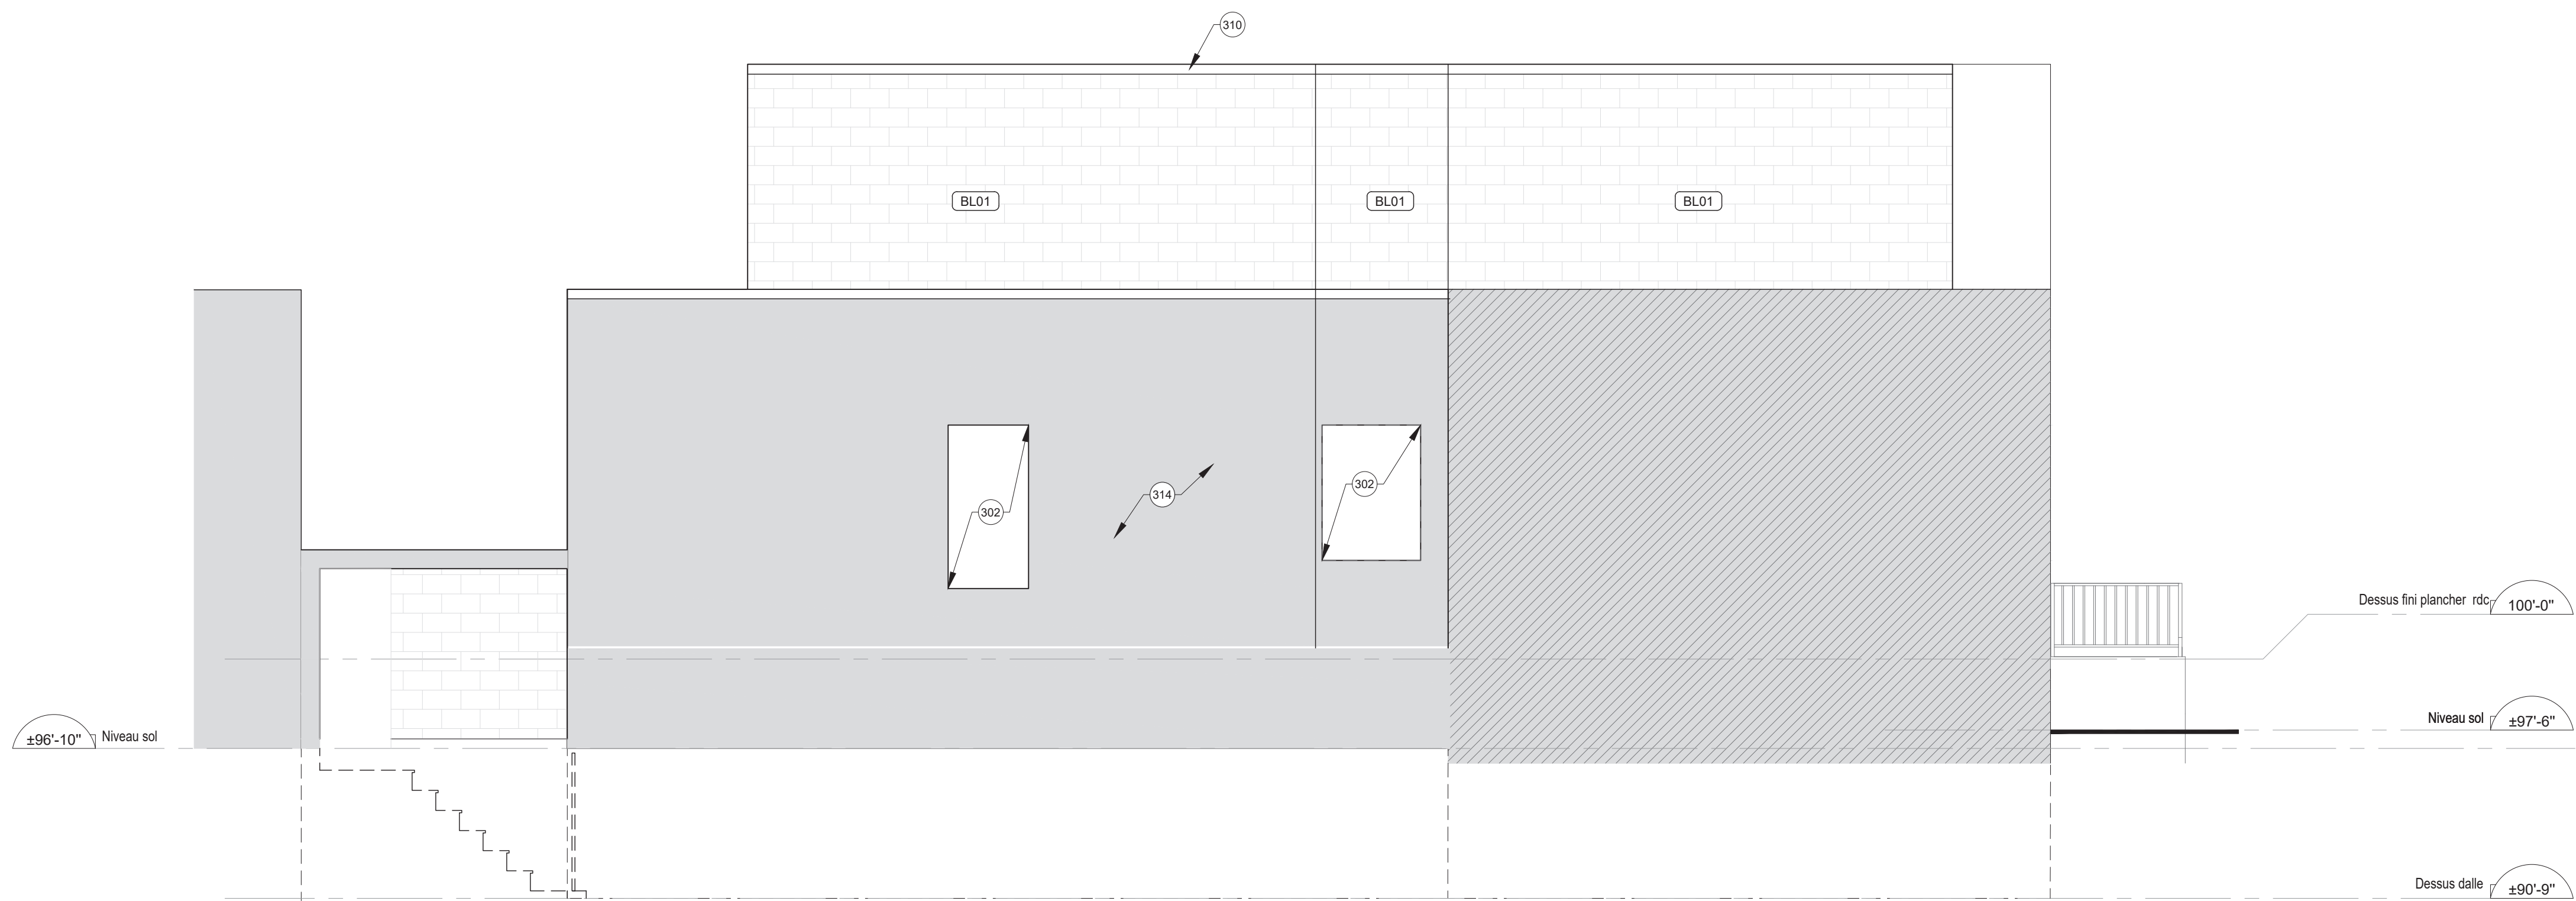 310
BL01
BL01
BL01
302
314
302
Dessus fini plancher rdc
100'-0"
Niveau sol
±97'-6"
±96'-10"
Niveau sol
Dessus dalle
±90'-9"